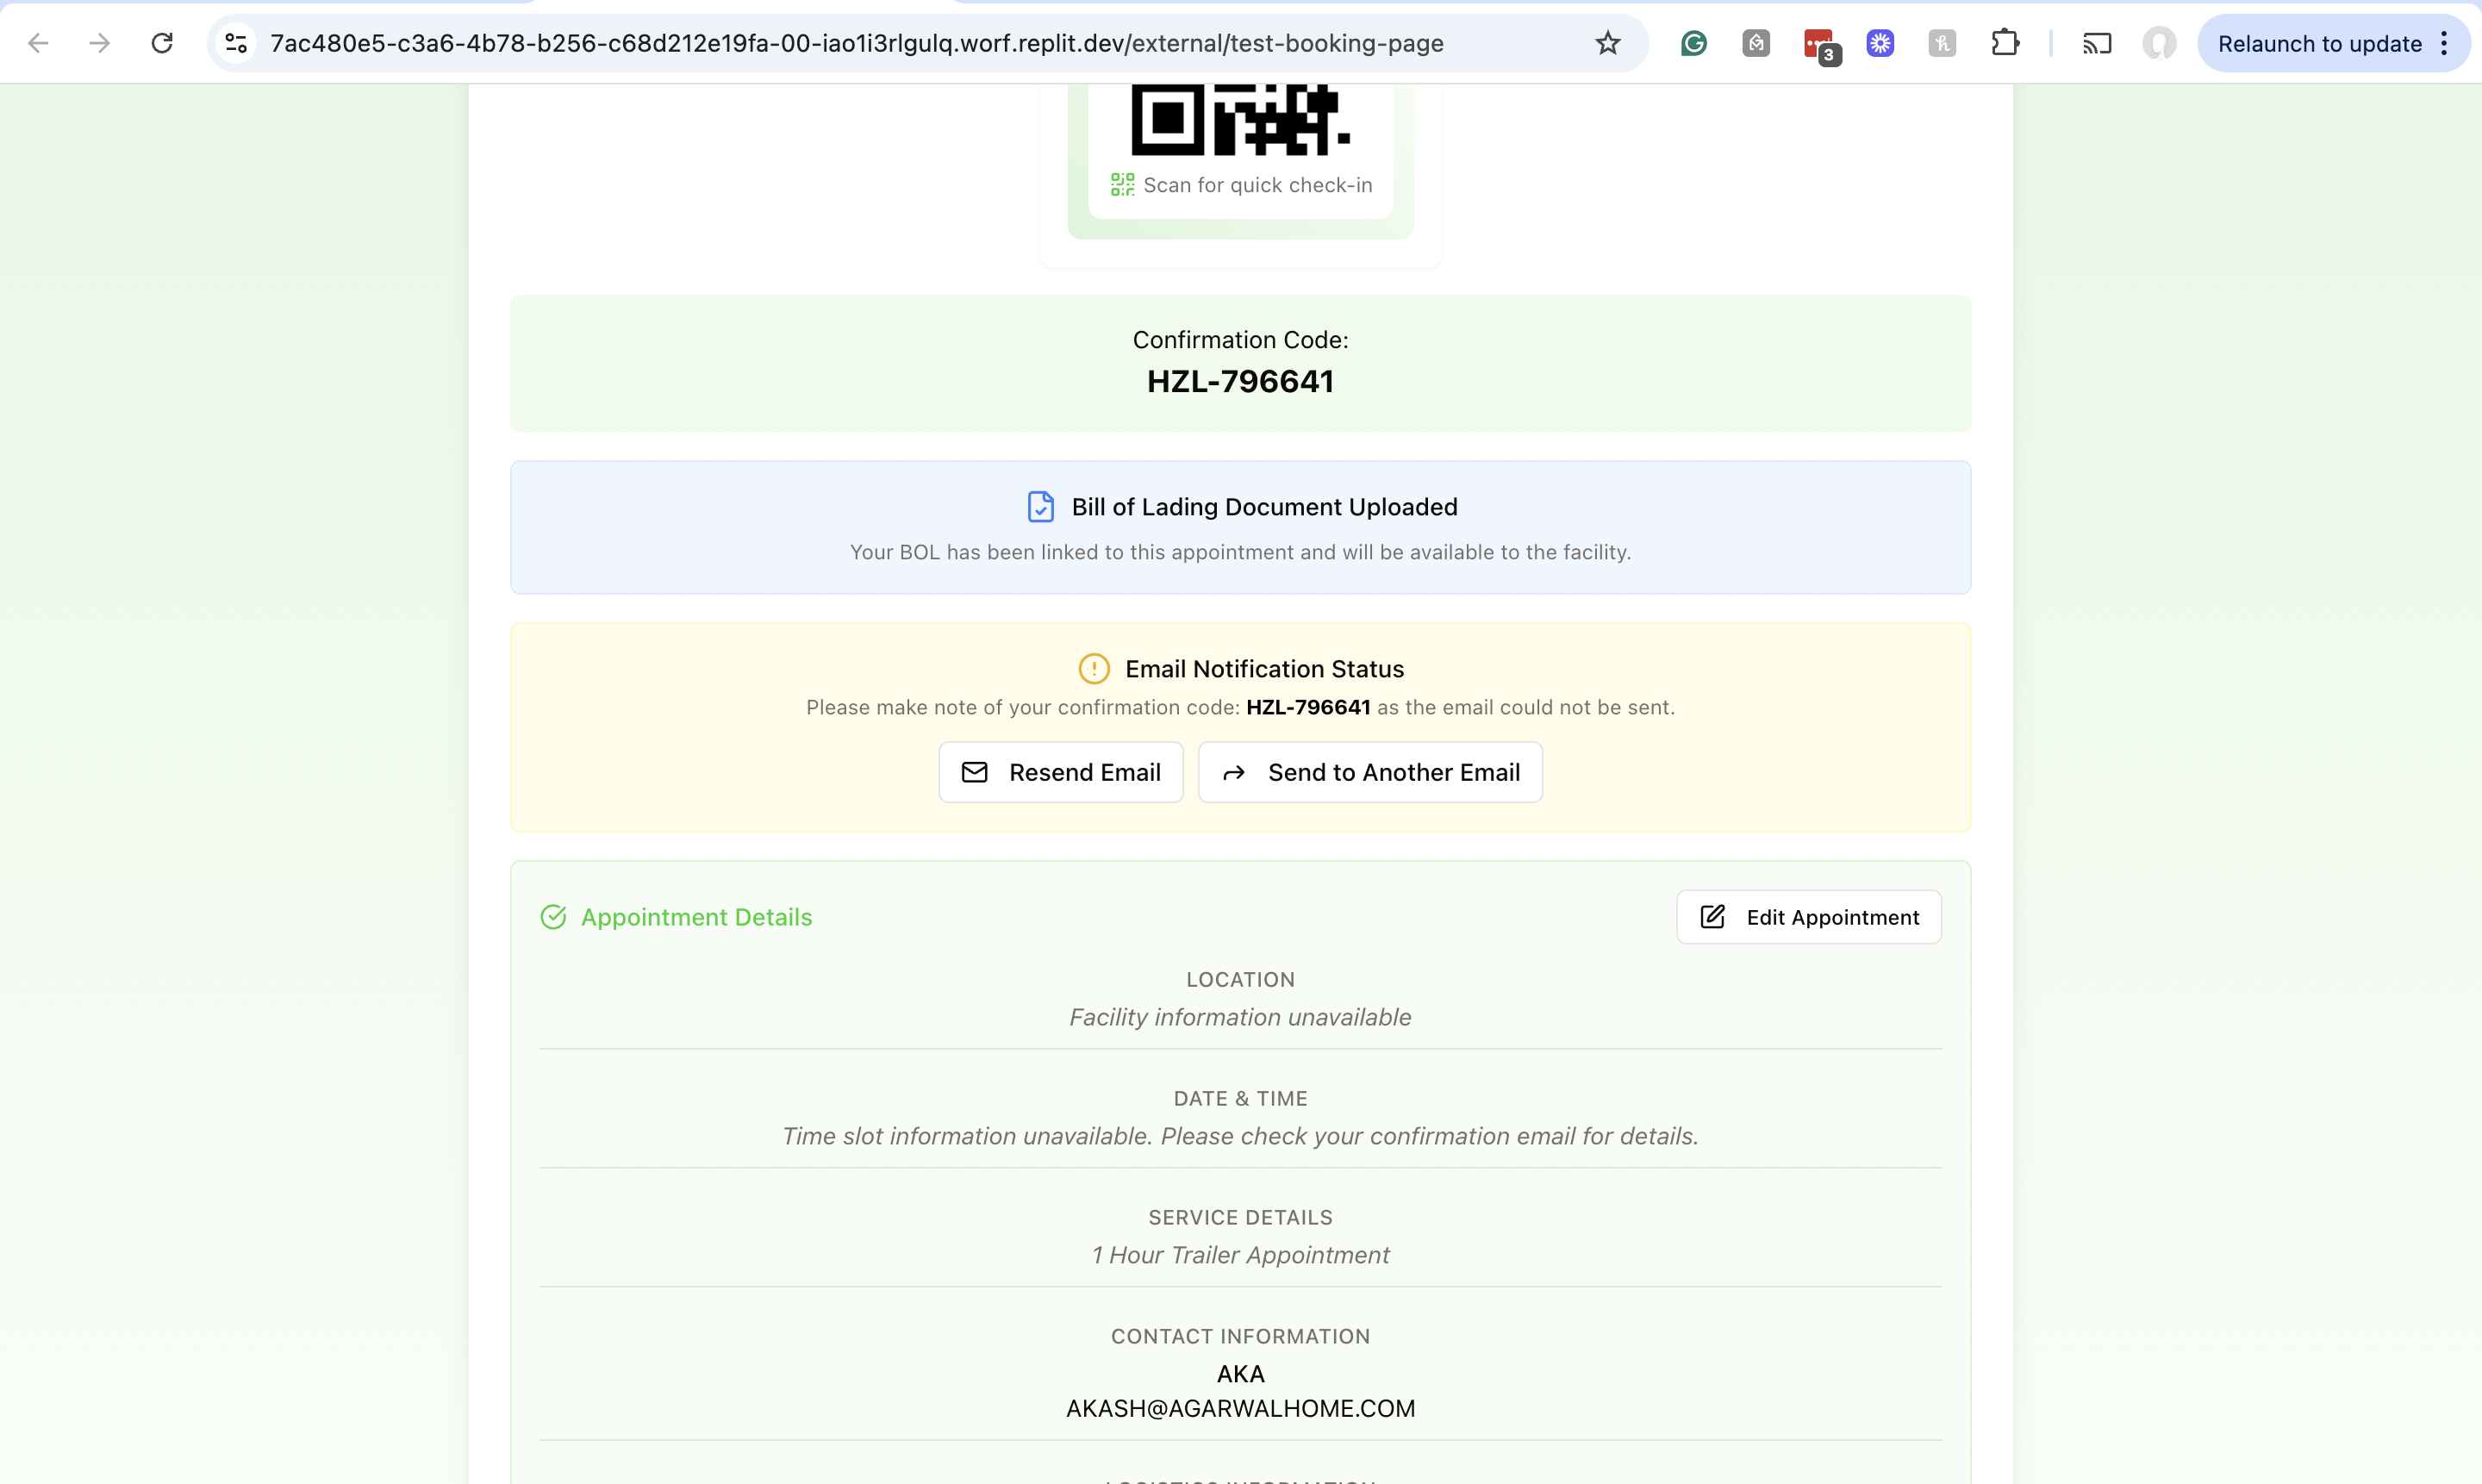 7ac480e5-c3a6-4b78-b256-c68d212e19fa-00-iao1i3rlgulq.worf.replit.dev/external/test-booking-page
3
Relaunch to update
Scan for quick check-in
Confirmation Code:
HZL-796641
Bill of Lading Document Uploaded
Your BOL has been linked to this appointment and will be available to the facility.
Email Notification Status
Please make note of your confirmation code: HZL-796641 as the email could not be sent.
Resend Email
Send to Another Email
Appointment Details
Edit Appointment
LOCATION
Facility information unavailable
DATE & TIME
Time slot information unavailable. Please check your confirmation email for details.
SERVICE DETAILS
1 Hour Trailer Appointment
CONTACT INFORMATION
AKA
AKASH@AGARWALHOME.COM